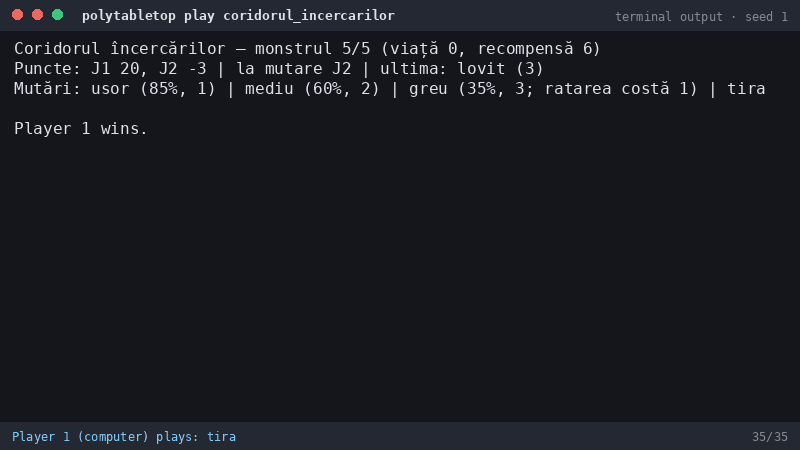 polytabletop play coridorul_incercarilor
terminal output · seed 1
Coridorul încercărilor — monstrul 5/5 (viață 0, recompensă 6)
Puncte: J1 20, J2 -3 | la mutare J2 | ultima: lovit (3)
Mutări: usor (85%, 1) | mediu (60%, 2) | greu (35%, 3; ratarea costă 1) | tira
Player 1 wins.
Player 1 (computer) plays: tira
35/35